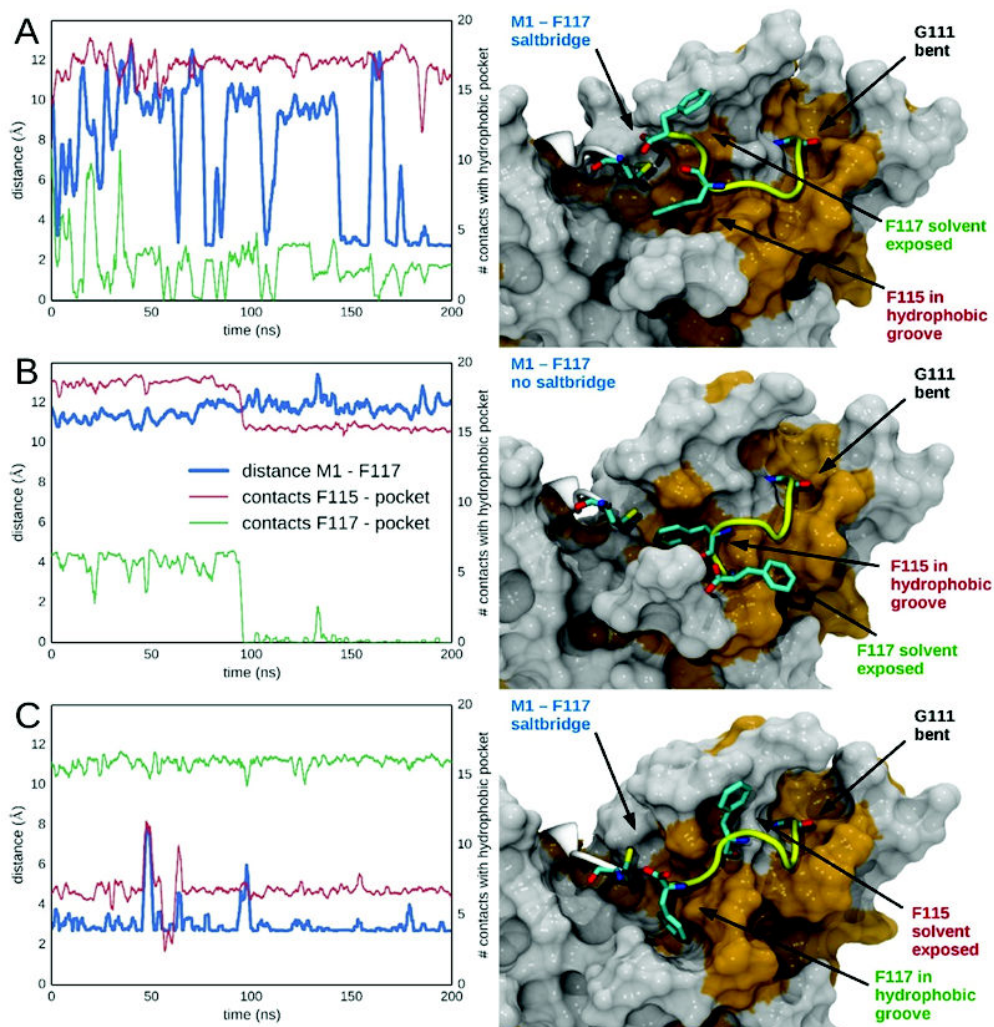 A
distance (Å)
12
10
8
6
4
2
0
20
15
10
5
0
# contacts with hydrophobic pocket
0
50
100
150
200
time (ns)
M1 – F117
saltbridge
G111
bent
F117 solvent
exposed
F115 in
hydrophobic
groove
B
distance (Å)
12
10
8
6
4
2
0
distance M1 - F117
contacts F115 - pocket
contacts F117 - pocket
20
15
10
5
0
# contacts with hydrophobic pocket
0
50
100
150
200
time (ns)
M1 – F117
no saltbridge
G111
bent
F115 in
hydrophobic
groove
F117 solvent
exposed
C
distance (Å)
12
10
8
6
4
2
0
20
15
10
5
0
# contacts with hydrophobic pocket
0
50
100
150
200
time (ns)
M1 – F117
saltbridge
G111
bent
F115
solvent
exposed
F117 in
hydrophobic
groove